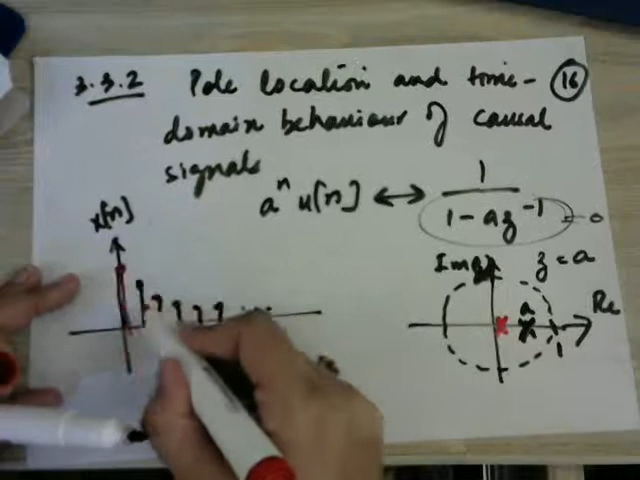 3.3.2 Pole location and time- 16
domain behaviour of causal
signals
a^n u[n] ↔ 1 / (1 - az^-1) = 0
x[n]
Im z = a
Re
a
1